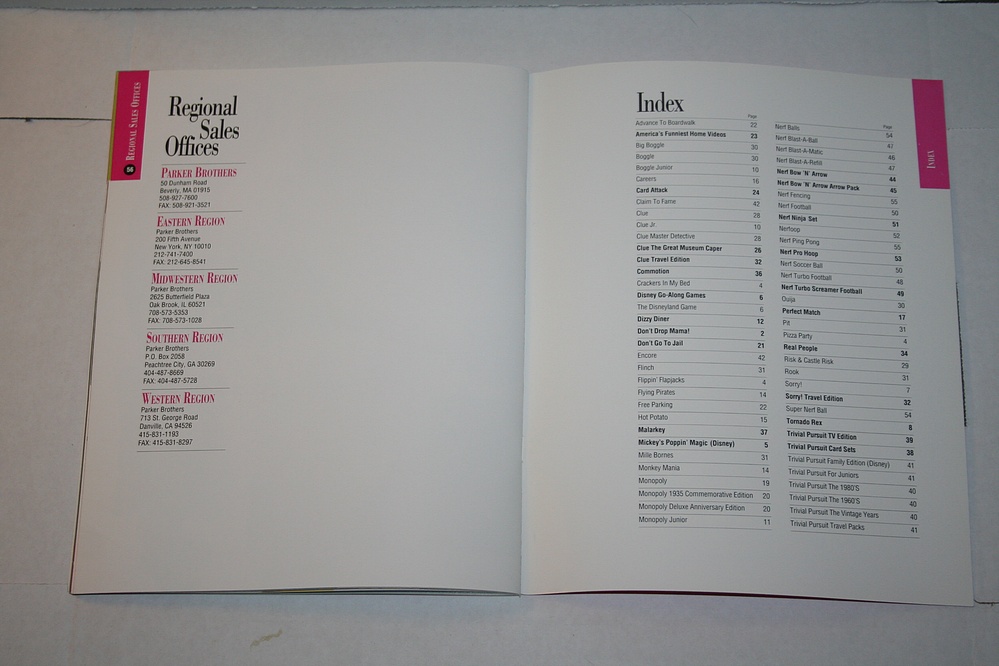 REGIONAL SALES OFFICES
56
Regional
Sales
Offices
PARKER BROTHERS
50 Dunham Road
Beverly, MA 01915
508-927-7600
FAX: 508-921-3521
EASTERN REGION
Parker Brothers
200 Fifth Avenue
New York, NY 10010
212-741-7400
FAX: 212-645-8541
MIDWESTERN REGION
Parker Brothers
2625 Butterfield Plaza
Oak Brook, IL 60521
708-573-5353
FAX: 708-573-1028
SOUTHERN REGION
Parker Brothers
P.O. Box 2058
Peachtree City, GA 30269
404-487-8669
FAX: 404-487-5728
WESTERN REGION
Parker Brothers
713 St. George Road
Danville, CA 94526
415-831-1193
FAX: 415-831-8297
Index
Page
Advance To Boardwalk 22
America's Funniest Home Videos 23
Big Boggle 30
Boggle 30
Boggle Junior 10
Careers 16
Card Attack 24
Claim To Fame 42
Clue 28
Clue Jr. 10
Clue Master Detective 28
Clue The Great Museum Caper 26
Clue Travel Edition 32
Commotion 36
Crackers In My Bed 4
Disney Go-Along Games 6
The Disneyland Game 6
Dizzy Diner 12
Don't Drop Mama! 2
Don't Go To Jail 21
Encore 42
Flinch 31
Flippin' Flapjacks 4
Flying Pirates 14
Free Parking 22
Hot Potato 15
Malarkey 37
Mickey's Poppin' Magic (Disney) 5
Mille Bornes 31
Monkey Mania 14
Monopoly 19
Monopoly 1935 Commemorative Edition 20
Monopoly Deluxe Anniversary Edition 20
Monopoly Junior 11
Page
Nerf Balls 54
Nerf Blast-A-Ball 47
Nerf Blast-A-Matic 46
Nerf Blast-A-Refill 47
Nerf Bow 'N' Arrow 44
Nerf Bow 'N' Arrow Arrow Pack 45
Nerf Fencing 55
Nerf Football 50
Nerf Ninja Set 51
Nerfoop 52
Nerf Ping Pong 55
Nerf Pro Hoop 53
Nerf Soccer Ball 50
Nerf Turbo Football 48
Nerf Turbo Screamer Football 49
Ouija 30
Perfect Match 17
Pit 31
Pizza Party 4
Real People 34
Risk & Castle Risk 29
Rook 31
Sorry! 7
Sorry! Travel Edition 32
Super Nerf Ball 54
Tornado Rex 8
Trivial Pursuit TV Edition 39
Trivial Pursuit Card Sets 38
Trivial Pursuit Family Edition (Disney) 41
Trivial Pursuit For Juniors 41
Trivial Pursuit The 1980'S 40
Trivial Pursuit The 1960'S 40
Trivial Pursuit The Vintage Years 40
Trivial Pursuit Travel Packs 41
INDEX